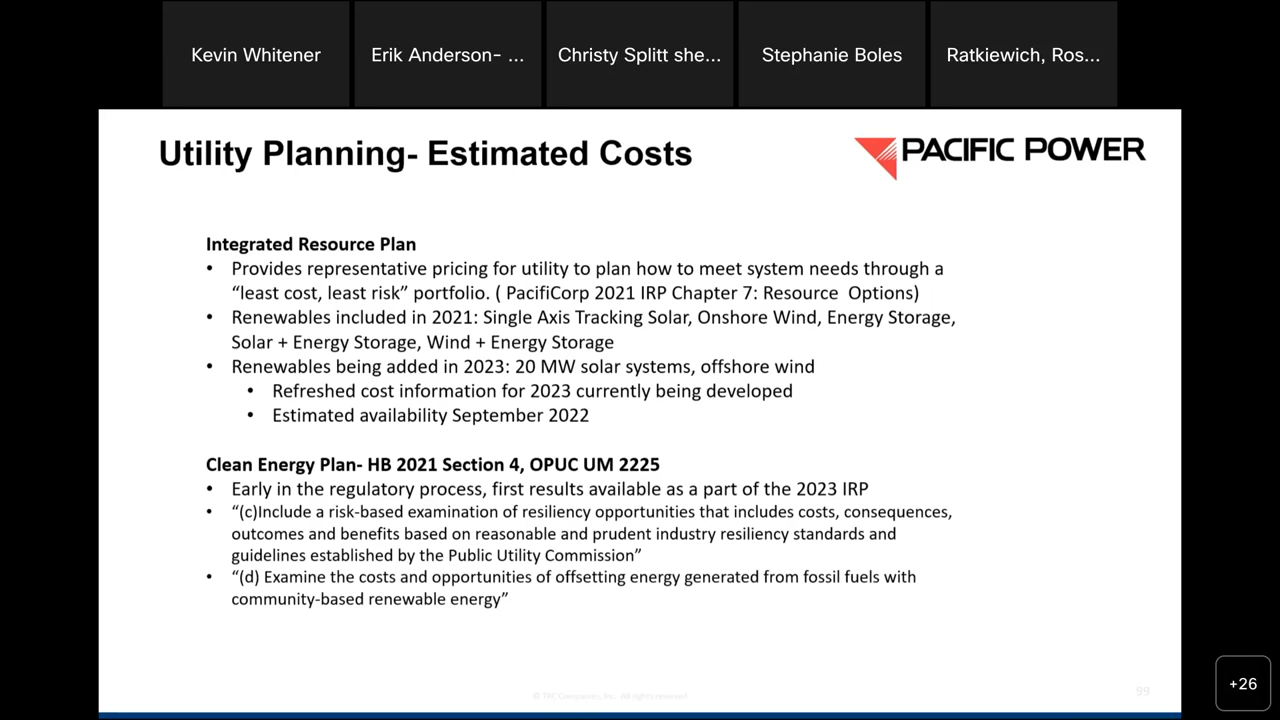 Kevin Whitener
Erik Anderson- ...
Christy Splitt she...
Stephanie Boles
Ratkiewich, Ros...
Utility Planning- Estimated Costs
PACIFIC POWER
Integrated Resource Plan
• Provides representative pricing for utility to plan how to meet system needs through a
“least cost, least risk” portfolio. ( PacifiCorp 2021 IRP Chapter 7: Resource Options)
• Renewables included in 2021: Single Axis Tracking Solar, Onshore Wind, Energy Storage,
Solar + Energy Storage, Wind + Energy Storage
• Renewables being added in 2023: 20 MW solar systems, offshore wind
• Refreshed cost information for 2023 currently being developed
• Estimated availability September 2022
Clean Energy Plan- HB 2021 Section 4, OPUC UM 2225
• Early in the regulatory process, first results available as a part of the 2023 IRP
• “(c)Include a risk-based examination of resiliency opportunities that includes costs, consequences,
outcomes and benefits based on reasonable and prudent industry resiliency standards and
guidelines established by the Public Utility Commission”
• “(d) Examine the costs and opportunities of offsetting energy generated from fossil fuels with
community-based renewable energy”
© TRC Companies, Inc. All rights reserved
99
+26